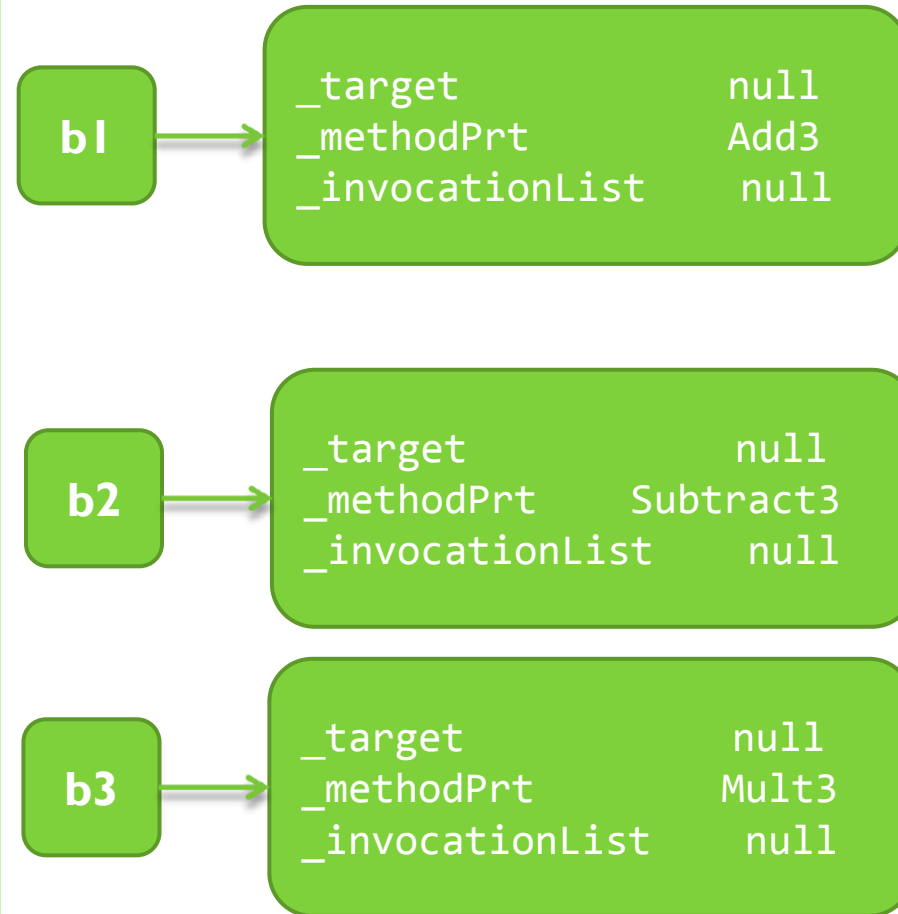 b1
_target null
_methodPrt Add3
_invocationList null
b2
_target null
_methodPrt Subtract3
_invocationList null
b3
_target null
_methodPrt Mult3
_invocationList null